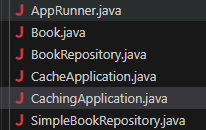 AppRunner.java
Book.java
BookRepository.java
CacheApplication.java
CachingApplication.java
SimpleBookRepository.java